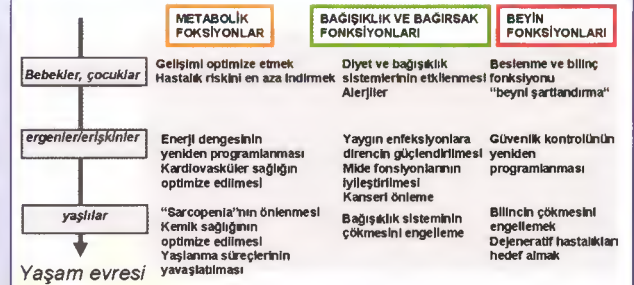 METABOLİK
FOKSİYONLAR
BAĞIŞIKLIK VE BAĞIRSAK
FONKSİYONLARI
BEYİN
FONKSİYONLARI
Bebekler, çocuklar
Gelişimi optimize etmek
Hastalık riskini en aza indirmek
Diyet ve bağışıklık
sistemlerinin etkilenmesi
Alerjiler
Beslenme ve bilinç
fonksiyonu
"beyni şartlandırma"
ergenler/erişkinler
Enerji dengesinin
yeniden programlanması
Kardiovasküler sağlığın
optimize edilmesi
Yaygın enfeksiyonlara
direncin güçlendirilmesi
Mide fonsiyonlarının
iyileştirilmesi
Kanseri önleme
Güvenlik kontrolünün
yeniden
programlanması
yaşlılar
"Sarcopenia"nın önlenmesi
Kemik sağlığının
optimize edilmesi
Yaşlanma süreçlerinin
yavaşlatılması
Bağışıklık sisteminin
çökmesini engelleme
Bilincin çökmesini
engellemek
Dejeneratif hastalıkları
hedef almak
Yaşam evresi